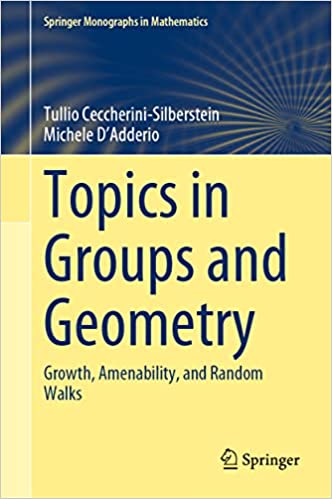 Springer Monographs in Mathematics
Tullio Ceccherini-Silberstein
Michele D'Adderio
Topics in
Groups and
Geometry
Growth, Amenability, and Random
Walks
Springer